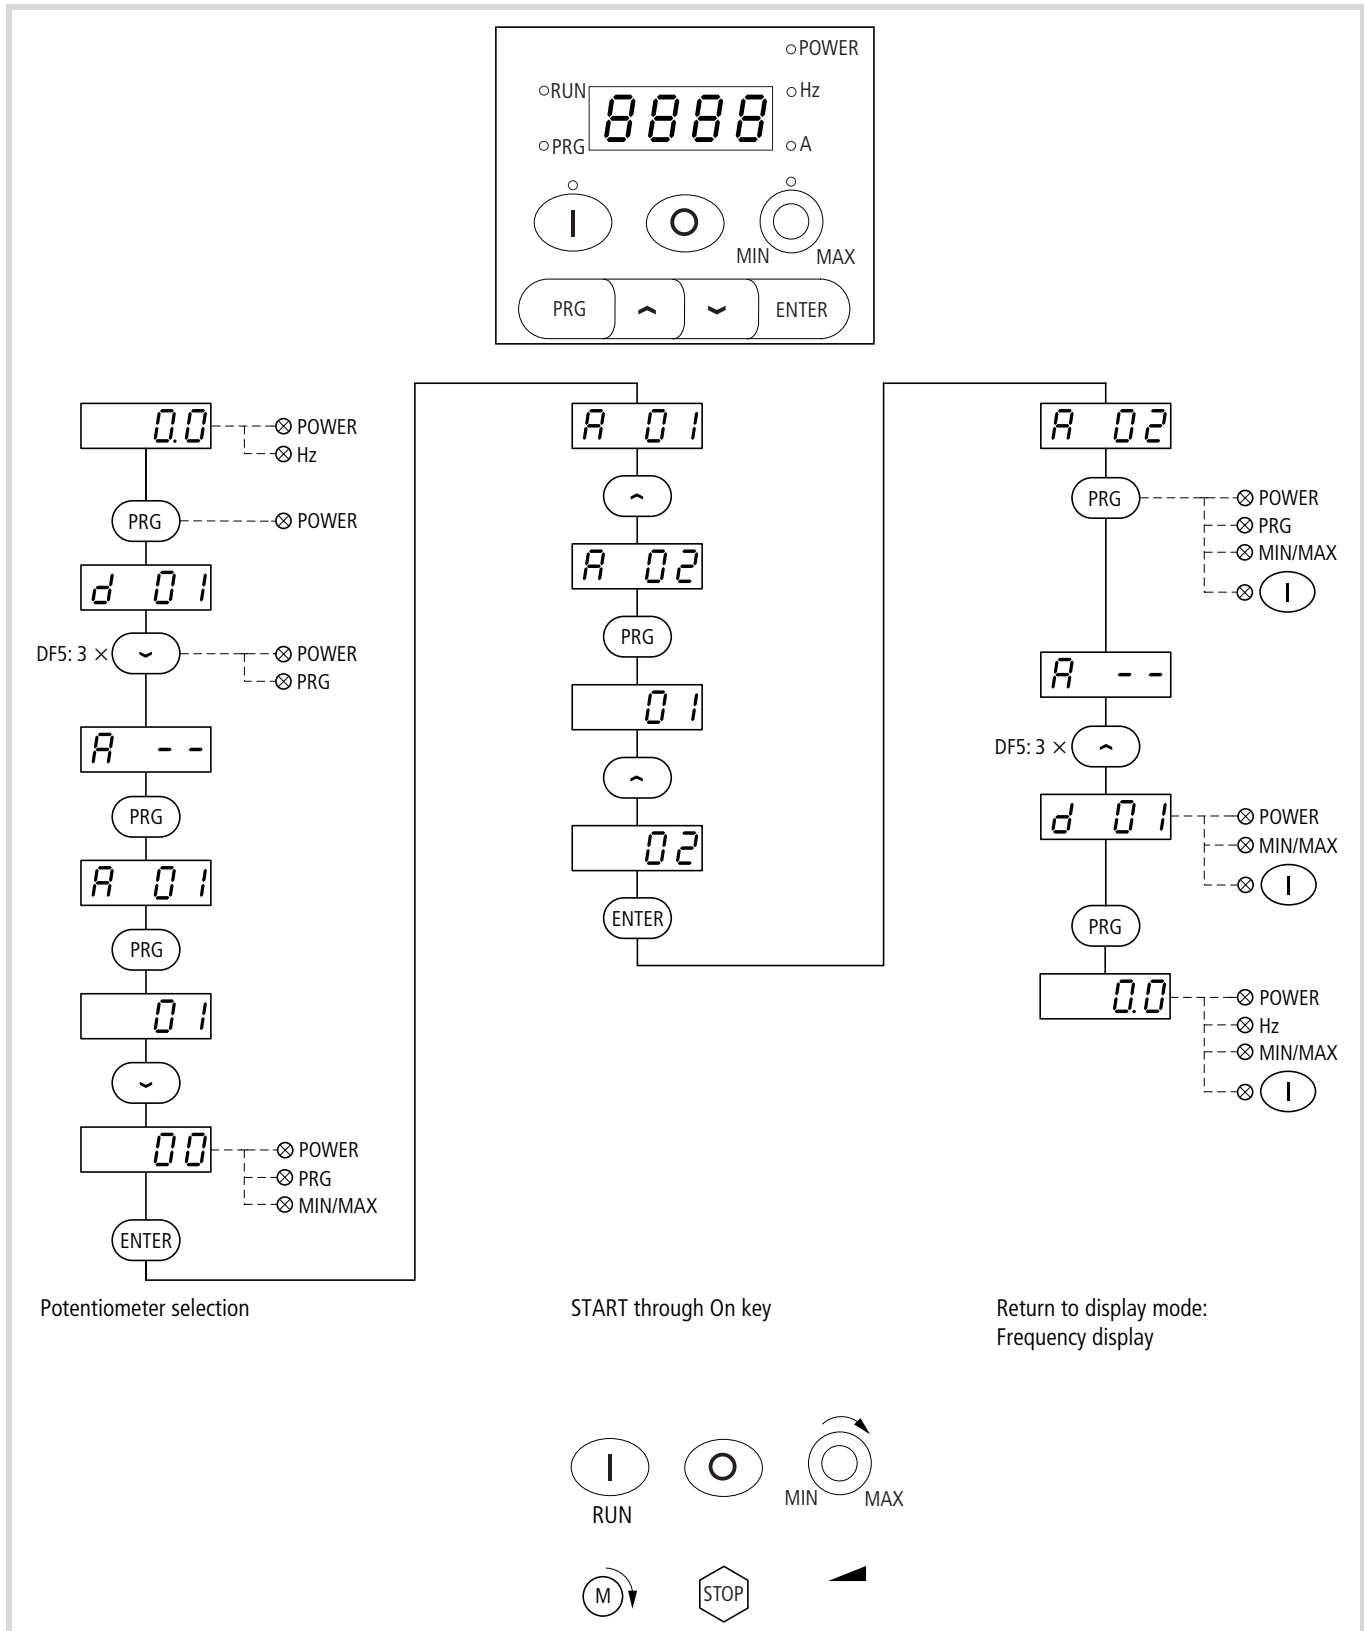 POWER
RUN
8888
Hz
PRG
A
I
O
MIN
MAX
PRG
ENTER
0.0
POWER
Hz
PRG
POWER
d 01
DF5: 3 ×
POWER
PRG
A --
PRG
A 01
PRG
01
00
POWER
PRG
MIN/MAX
ENTER
Potentiometer selection
A 01
A 02
PRG
01
02
ENTER
START through On key
A 02
PRG
POWER
PRG
MIN/MAX
I
A --
DF5: 3 ×
d 01
POWER
MIN/MAX
I
PRG
0.0
POWER
Hz
MIN/MAX
I
Return to display mode:
Frequency display
I
O
MIN
MAX
RUN
M
STOP